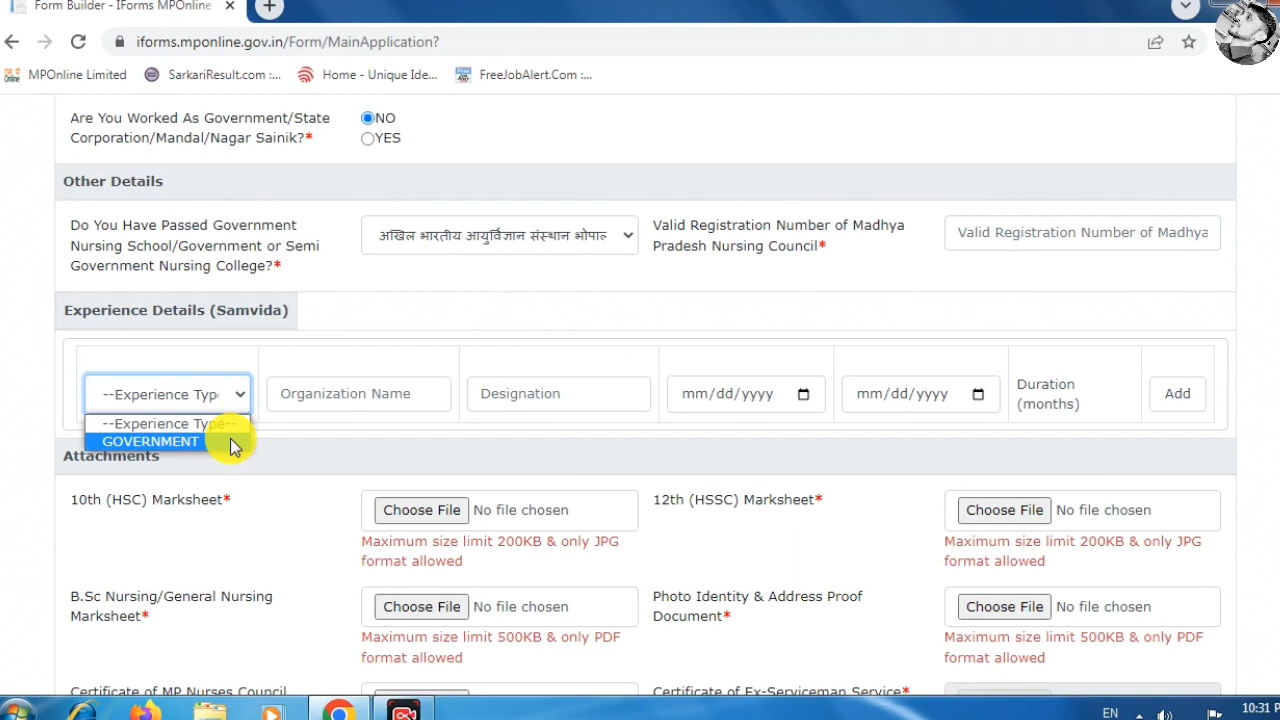 Form Builder - IForms MPOnline
iforms.mponline.gov.in/Form/MainApplication?
MPOnline Limited
SarkariResult.com :...
Home - Unique Ide...
FreeJobAlert.Com :...
Are You Worked As Government/State
Corporation/Mandal/Nagar Sainik?*
NO
YES
Other Details
Do You Have Passed Government
Nursing School/Government or Semi
Government Nursing College?*
अखिल भारतीय आयुर्विज्ञान संस्थान भोपाल
Valid Registration Number of Madhya
Pradesh Nursing Council*
Valid Registration Number of Madhya
Experience Details (Samvida)
--Experience Typ
Organization Name
Designation
mm/dd/yyyy
mm/dd/yyyy
Duration
(months)
Add
--Experience Type--
GOVERNMENT
Attachments
10th (HSC) Marksheet*
Choose File No file chosen
Maximum size limit 200KB & only JPG
format allowed
12th (HSSC) Marksheet*
Choose File No file chosen
Maximum size limit 200KB & only JPG
format allowed
B.Sc Nursing/General Nursing
Marksheet*
Choose File No file chosen
Maximum size limit 500KB & only PDF
format allowed
Photo Identity & Address Proof
Document*
Choose File No file chosen
Maximum size limit 500KB & only PDF
format allowed
Certificate of MP Nurses Council
Certificate of Ex-Serviceman Service*
EN
10:31 P